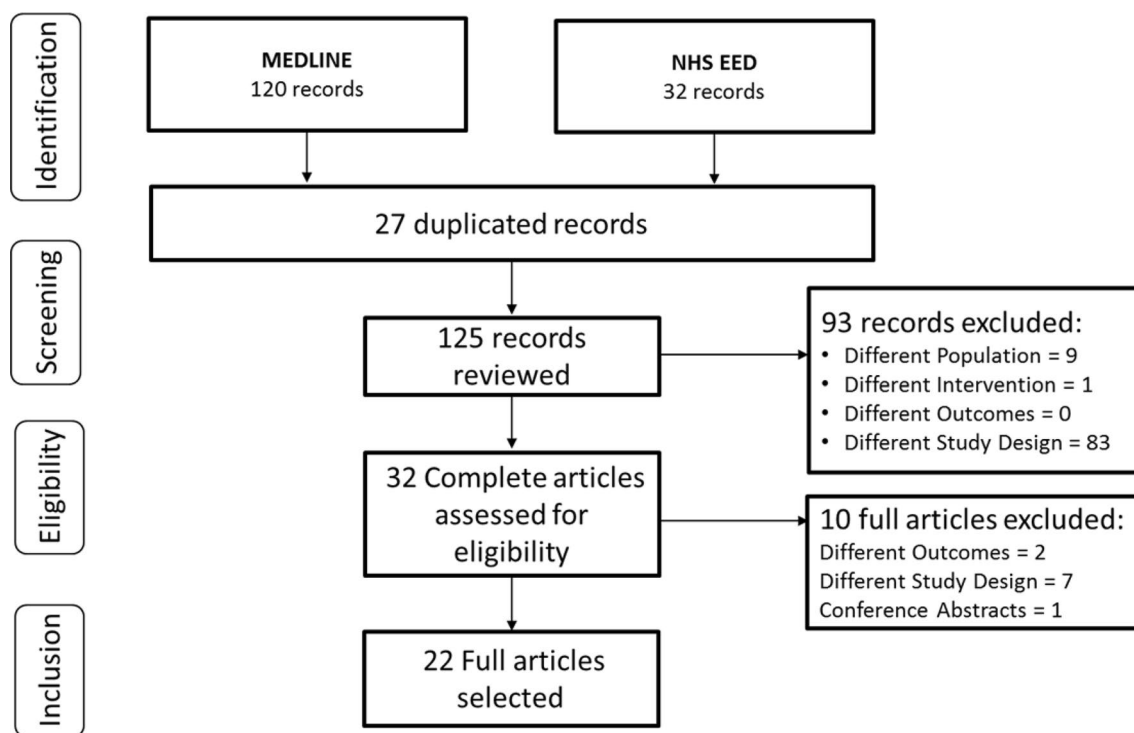 Identification
MEDLINE
120 records
NHS EED
32 records
27 duplicated records
Screening
125 records
reviewed
93 records excluded:
• Different Population = 9
• Different Intervention = 1
• Different Outcomes = 0
• Different Study Design = 83
Eligibility
32 Complete articles
assessed for
eligibility
10 full articles excluded:
Different Outcomes = 2
Different Study Design = 7
Conference Abstracts = 1
Inclusion
22 Full articles
selected